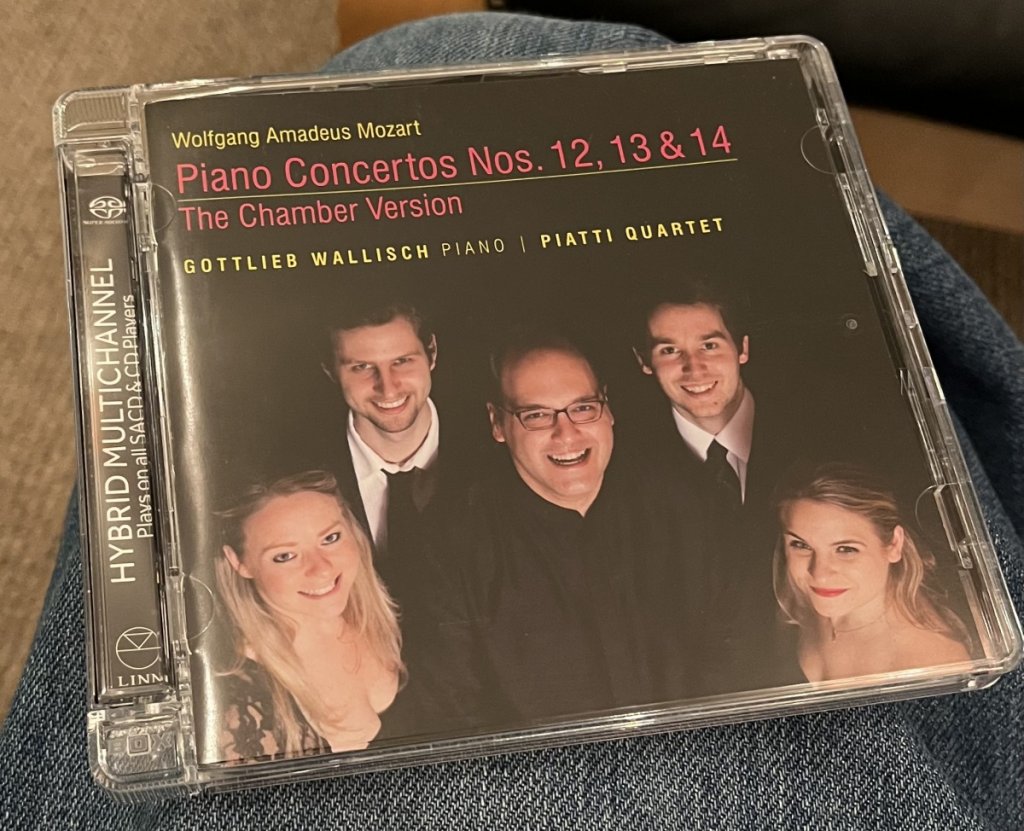 Wolfgang Amadeus Mozart
Piano Concertos Nos. 12, 13 & 14
The Chamber Version
GOTTLIEB WALLISCH PIANO | PIATTI QUARTET
HYBRID MULTICHANNEL
Plays on all SACD & CD Players
LINN